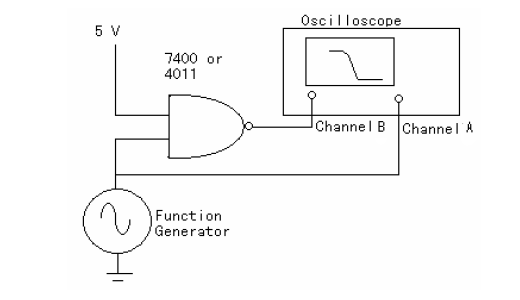 Oscilloscope
5 V
7400 or
4011
Channel B
Channel A
Function
Generator